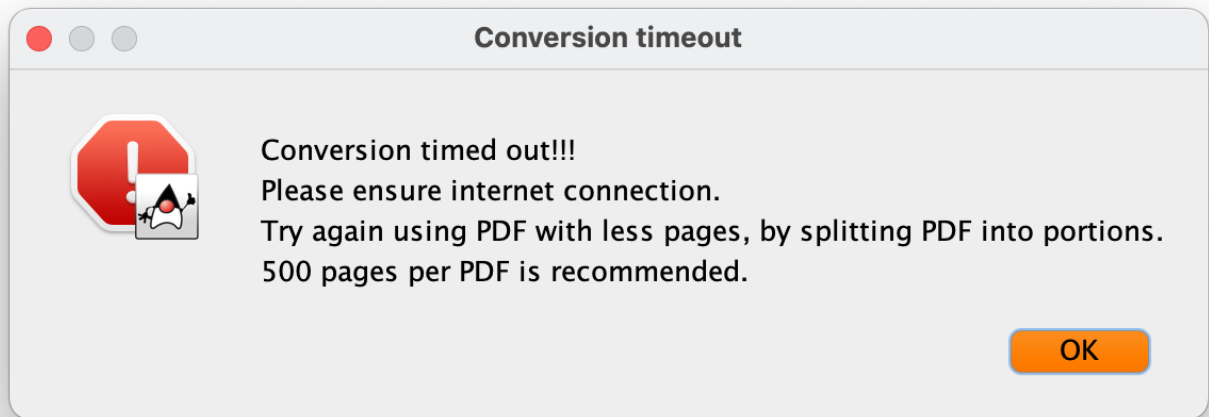 Conversion timeout
Conversion timed out!!!
Please ensure internet connection.
Try again using PDF with less pages, by splitting PDF into portions.
500 pages per PDF is recommended.
OK